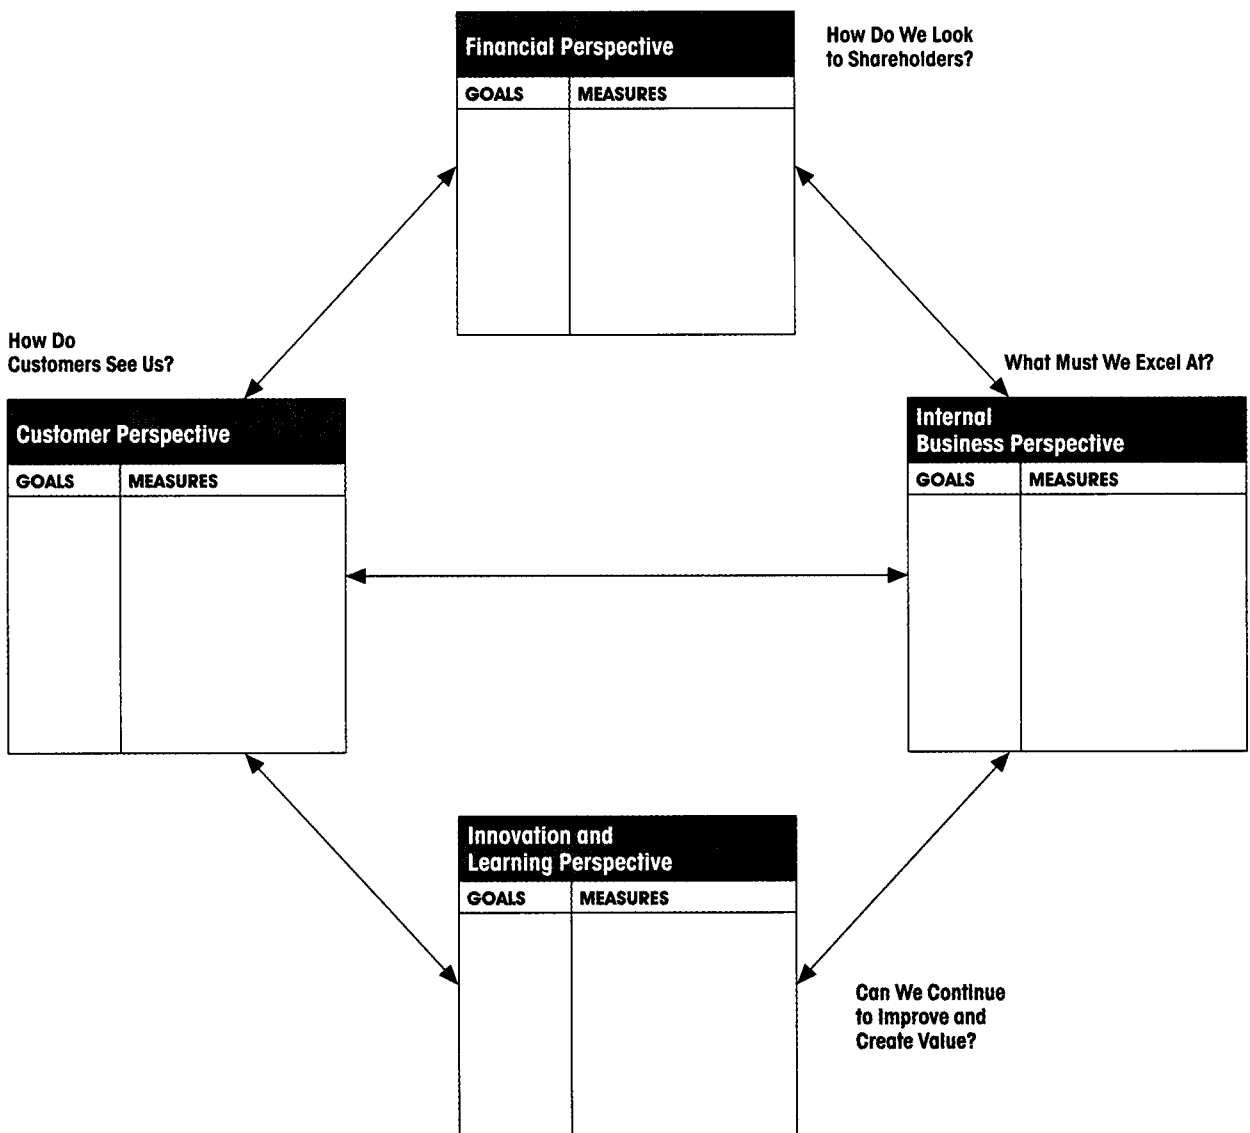 Financial Perspective
GOALS MEASURES
How Do We Look
to Shareholders?
How Do
Customers See Us?
Customer Perspective
GOALS MEASURES
What Must We Excel At?
Internal
Business Perspective
GOALS MEASURES
Innovation and
Learning Perspective
GOALS MEASURES
Can We Continue
to Improve and
Create Value?